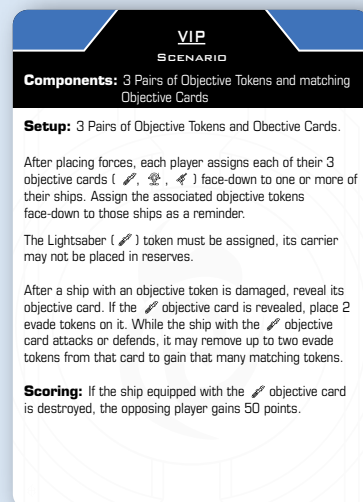 VIP
SCENARIO
Components: 3 Pairs of Objective Tokens and matching
Objective Cards
Setup: 3 Pairs of Objective Tokens and Obective Cards.
After placing forces, each player assigns each of their 3
objective cards ( , , ) face-down to one or more of
their ships. Assign the associated objective tokens
face-down to those ships as a reminder.
The Lightsaber ( ) token must be assigned, its carrier
may not be placed in reserves.
After a ship with an objective token is damaged, reveal its
objective card. If the objective card is revealed, place 2
evade tokens on it. While the ship with the objective
card attacks or defends, it may remove up to two evade
tokens from that card to gain that many matching tokens.
Scoring: If the ship equipped with the objective card
is destroyed, the opposing player gains 50 points.